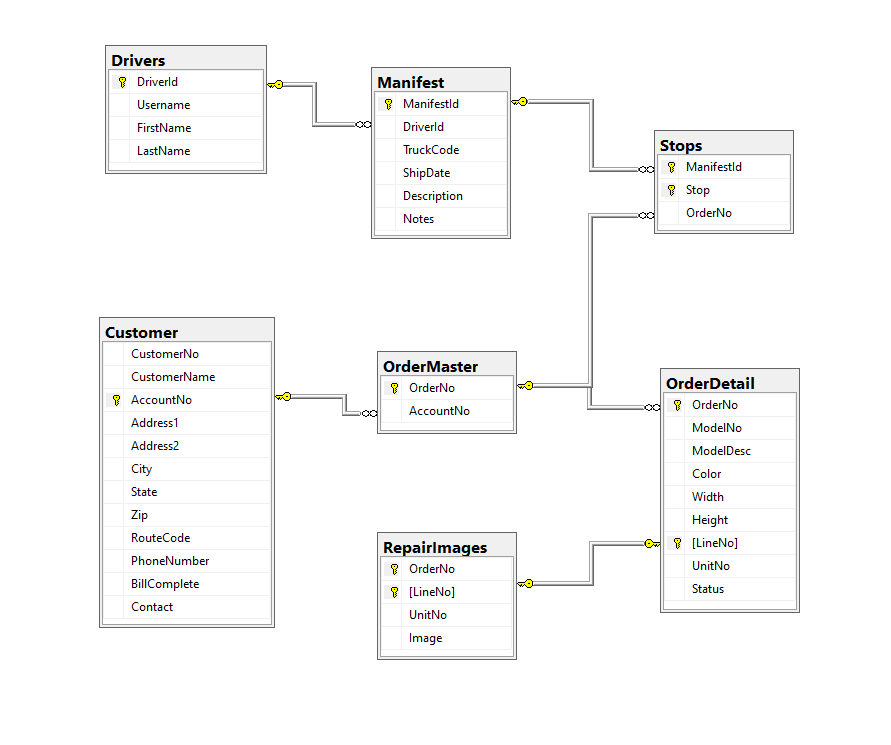 Drivers
DriverId
Username
FirstName
LastName
Manifest
ManifestId
DriverId
TruckCode
ShipDate
Description
Notes
Stops
ManifestId
Stop
OrderNo
Customer
CustomerNo
CustomerName
AccountNo
Address1
Address2
City
State
Zip
RouteCode
PhoneNumber
BillComplete
Contact
OrderMaster
OrderNo
AccountNo
OrderDetail
OrderNo
ModelNo
ModelDesc
Color
Width
Height
[LineNo]
UnitNo
Status
RepairImages
OrderNo
[LineNo]
UnitNo
Image